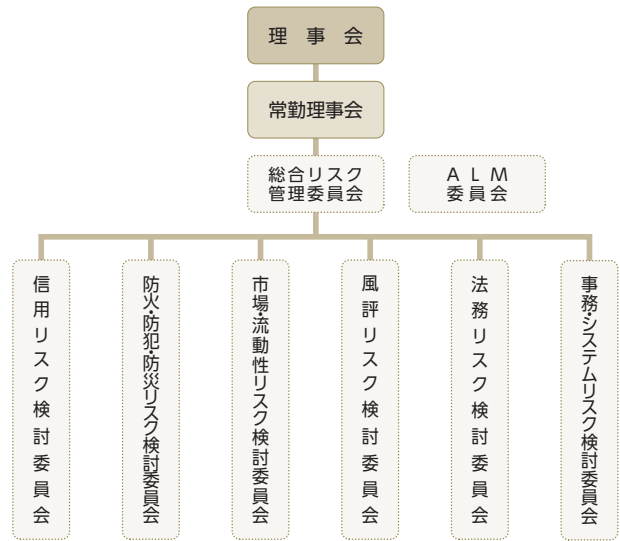 理事会
常勤理事会
総合リスク
管理委員会
ALM
委員会
信用リスク検討委員会
防火・防犯・防災リスク検討委員会
市場・流動性リスク検討委員会
風評リスク検討委員会
法務リスク検討委員会
事務・システムリスク検討委員会